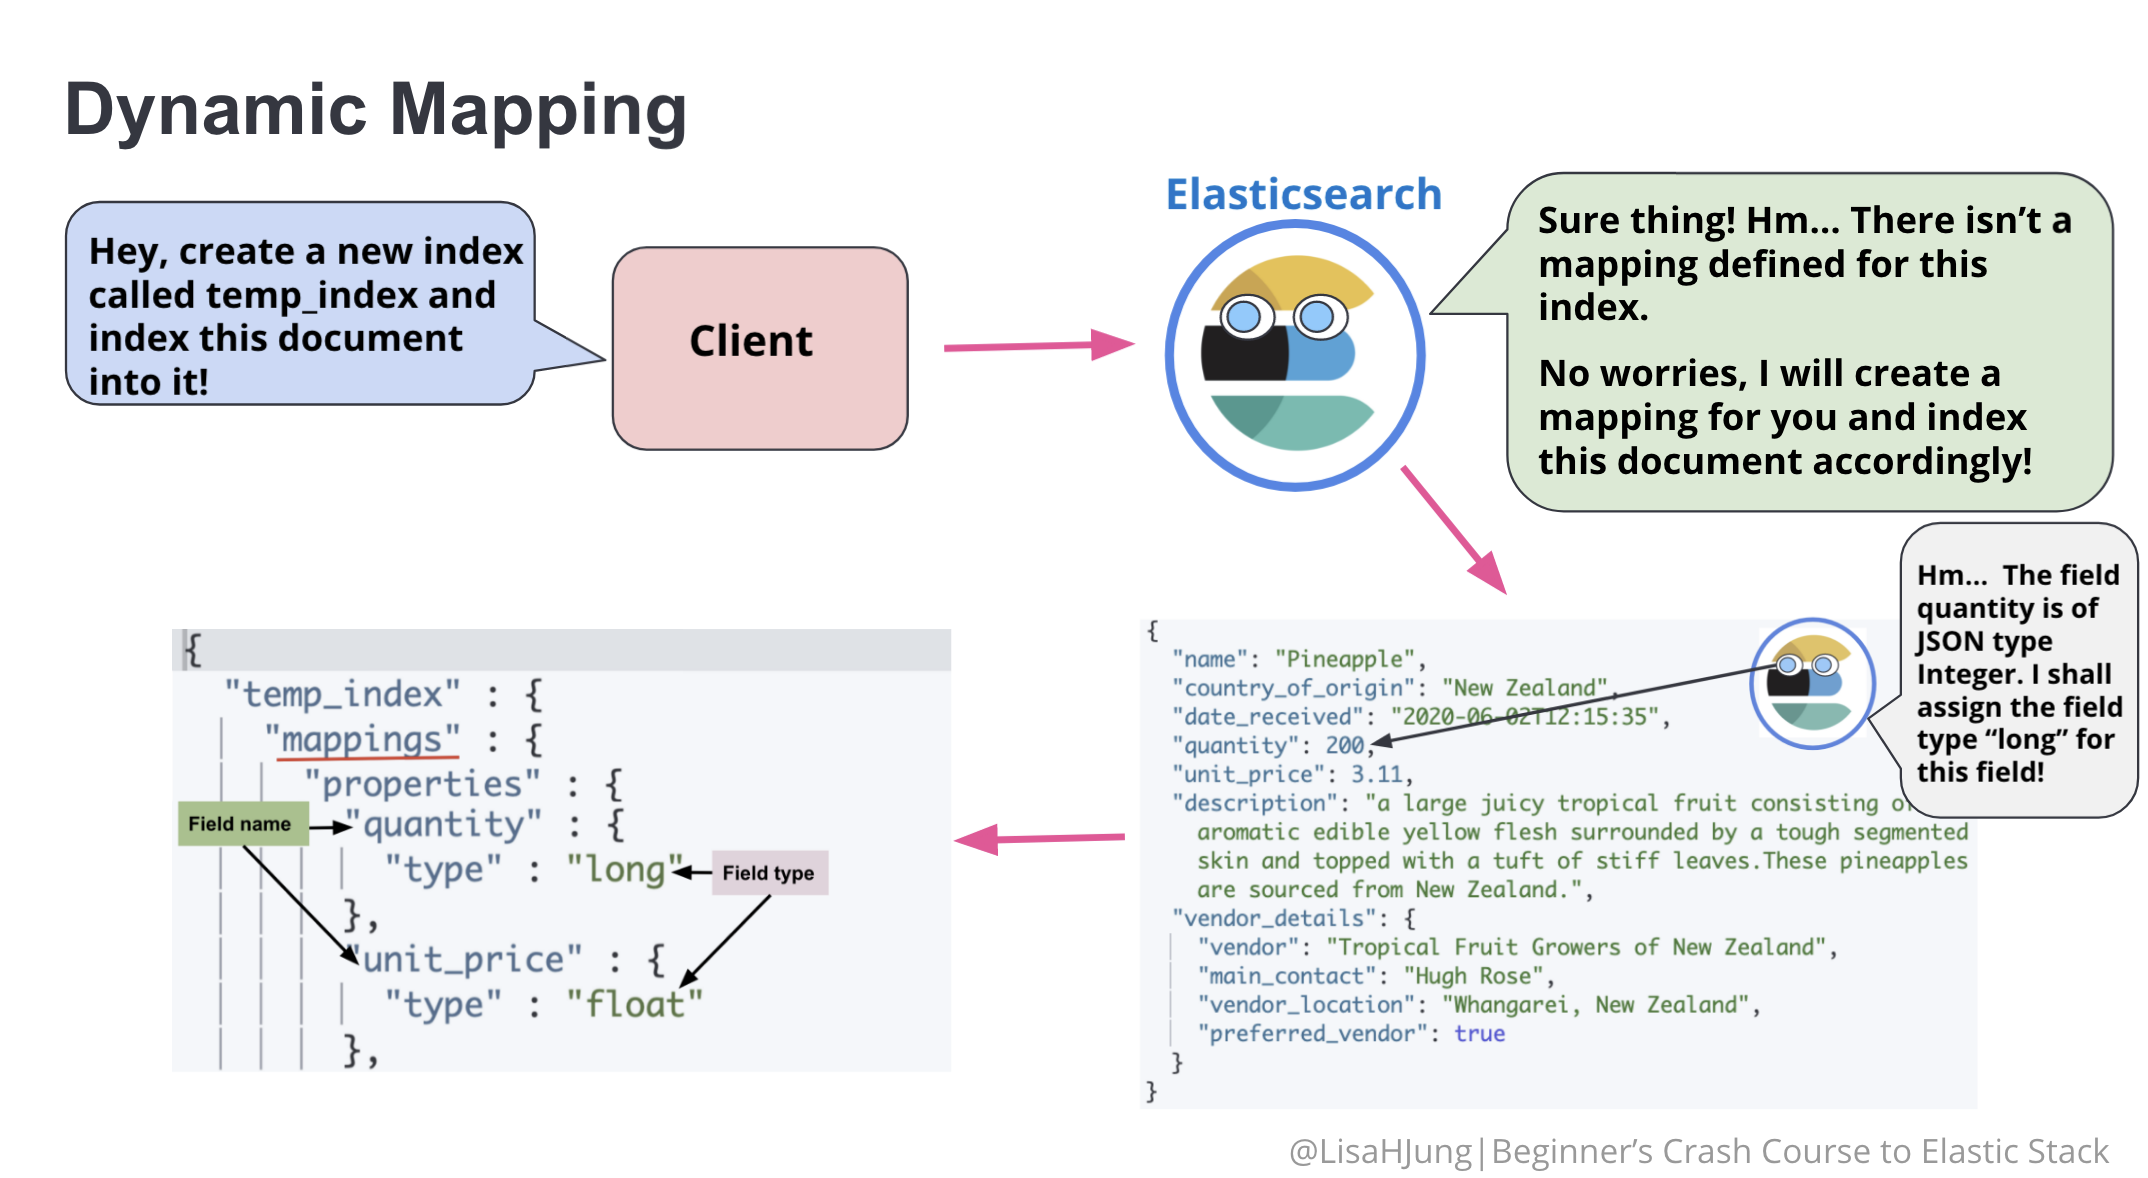 Dynamic Mapping
Hey, create a new index
called temp_index and
index this document
into it!
Client
Elasticsearch
Sure thing! Hm... There isn’t a
mapping defined for this
index.
No worries, I will create a
mapping for you and index
this document accordingly!
Hm...  The field
quantity is of
JSON type
Integer. I shall
assign the field
type “long” for
this field!
{
"name": "Pineapple",
"country_of_origin": "New Zealand",
"date_received": "2020-06-02T12:15:35",
"quantity": 200,
"unit_price": 3.11,
"description": "a large juicy tropical fruit consisting of
aromatic edible yellow flesh surrounded by a tough segmented
skin and topped with a tuft of stiff leaves.These pineapples
are sourced from New Zealand.",
"vendor_details": {
"vendor": "Tropical Fruit Growers of New Zealand",
"main_contact": "Hugh Rose",
"vendor_location": "Whangarei, New Zealand",
"preferred_vendor": true
}
}
{
"temp_index" : {
"mappings" : {
"properties" : {
Field name
"quantity" : {
"type" : "long"
Field type
},
"unit_price" : {
"type" : "float"
},
@LisaHJung|Beginner’s Crash Course to Elastic Stack